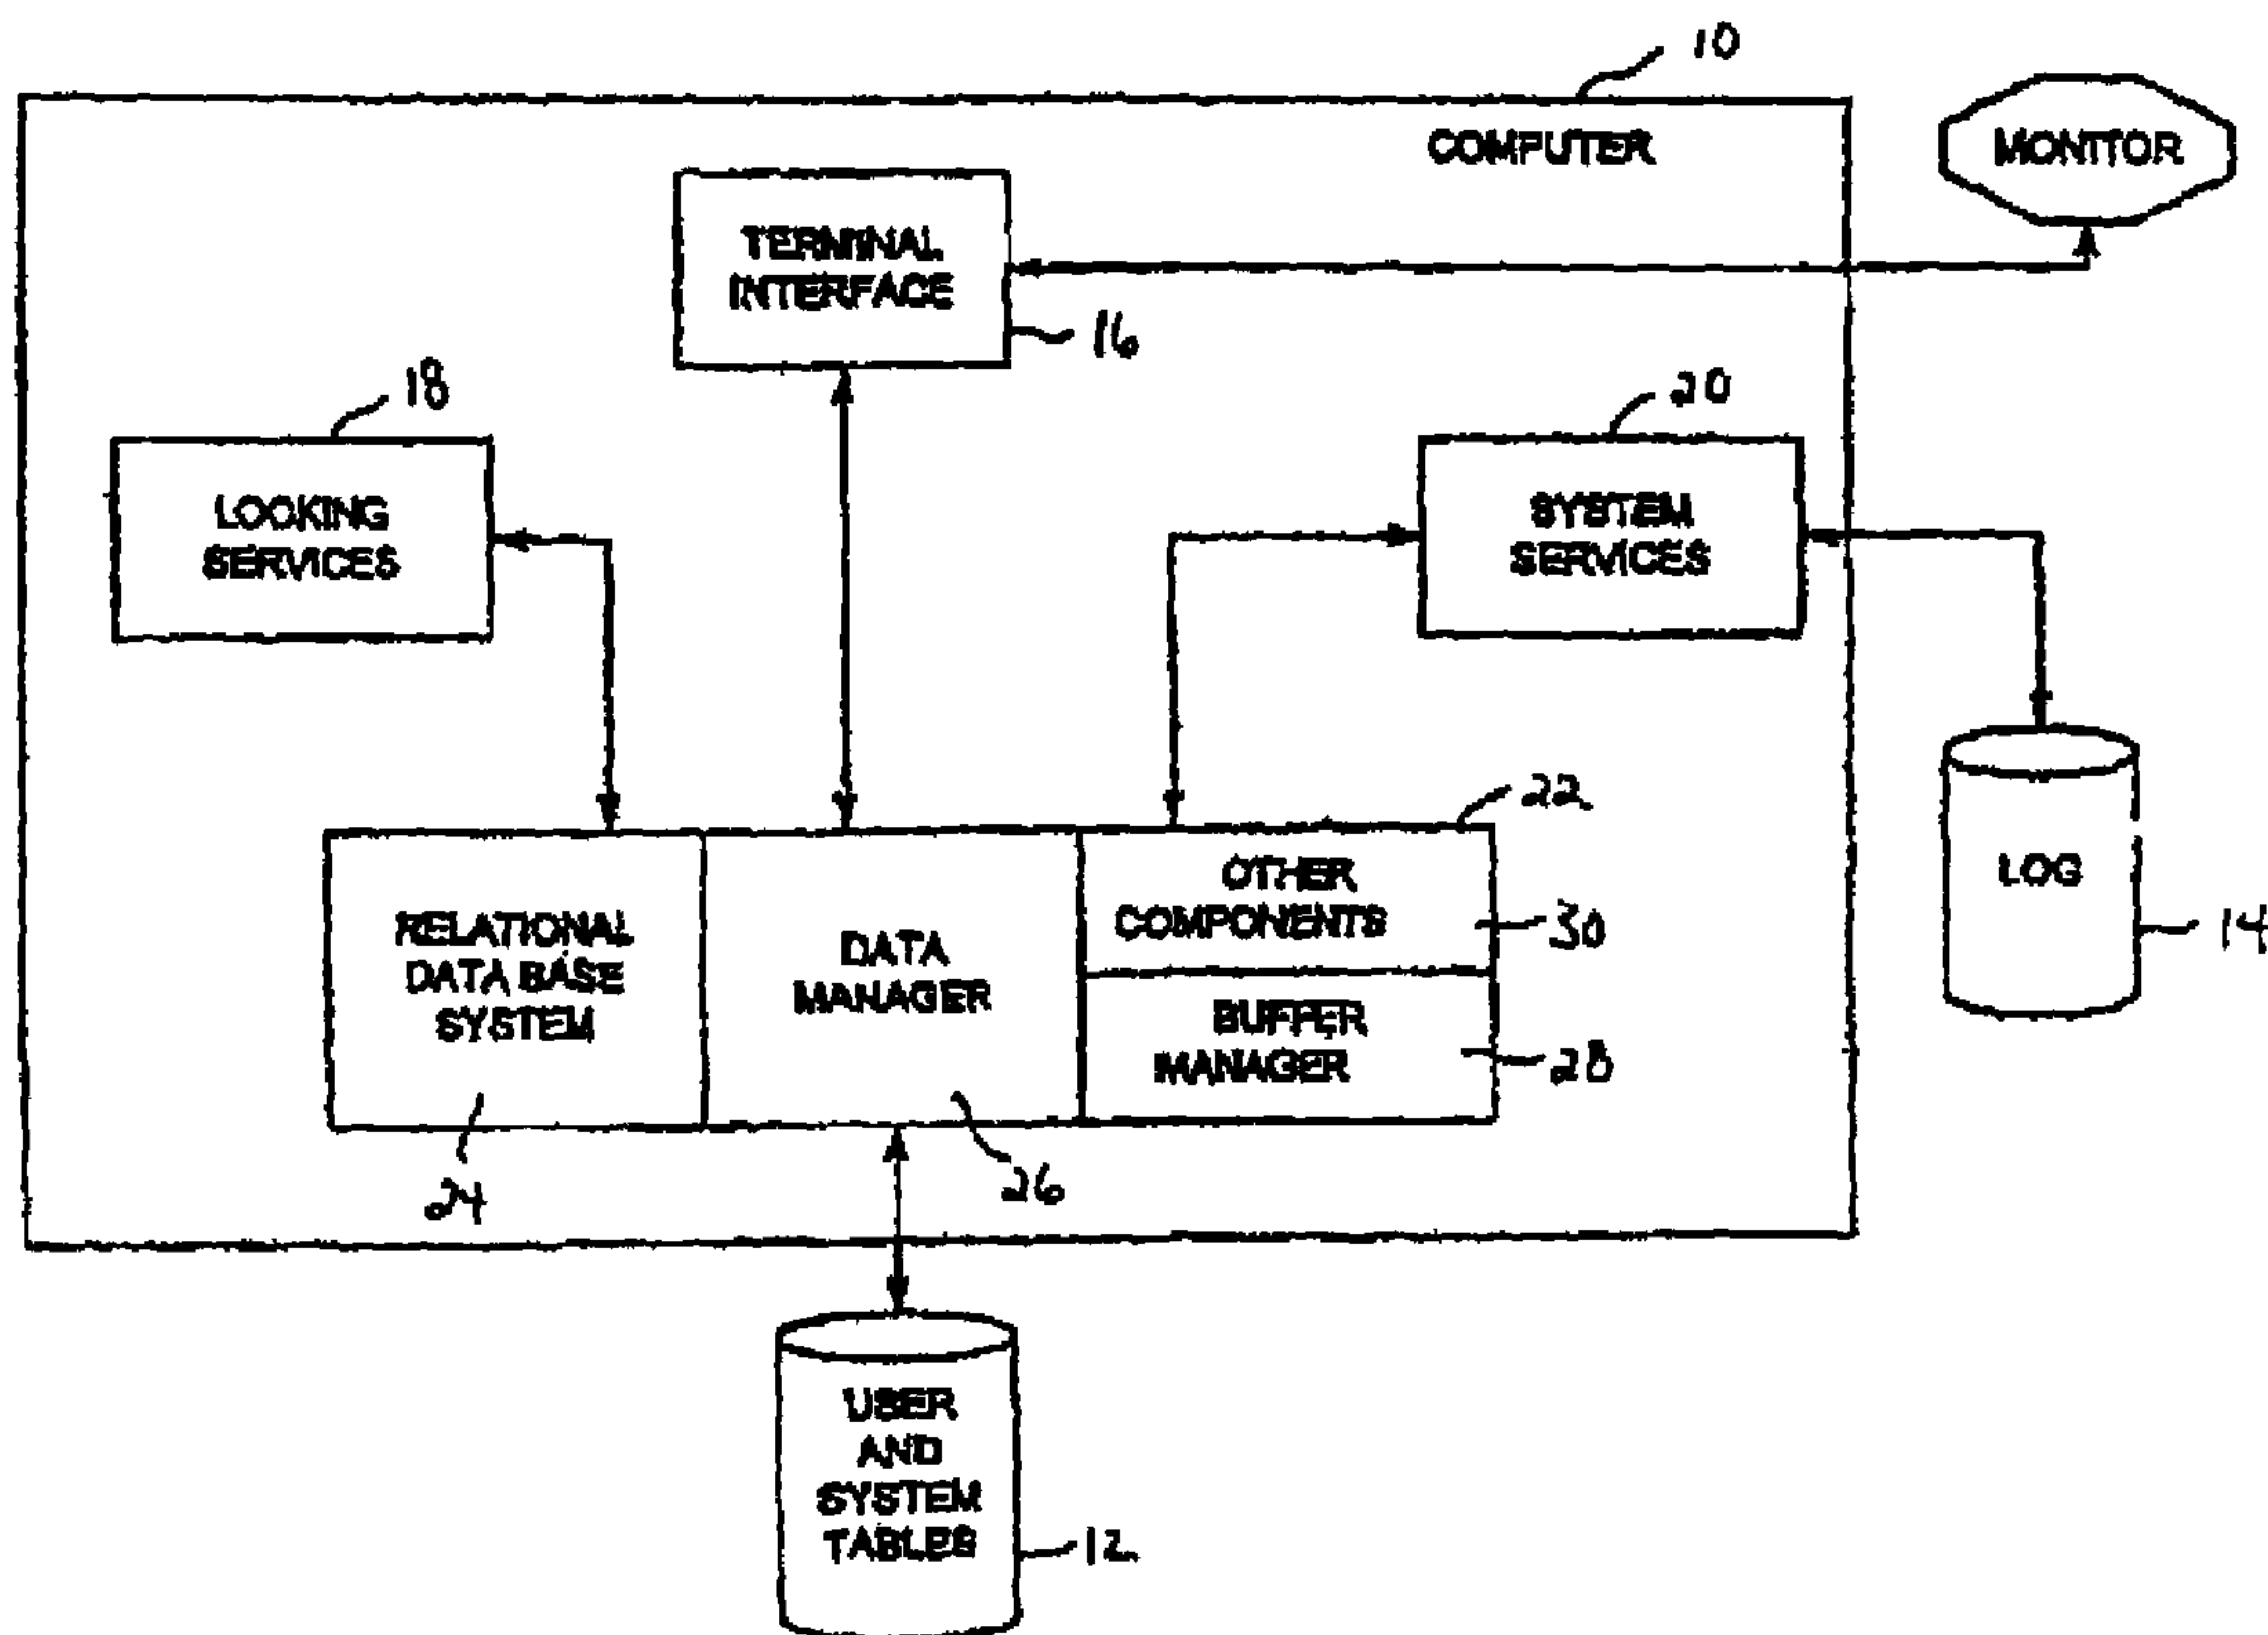 10
COMPUTER
MONITOR
TERMINAL
INTERFACE
16
18
20
LOOKING
SERVICES
SYSTEM
SERVICES
22
OTHER
COMPONENTS
30
LOG
14
RELATIONAL
DATA BASE
SYSTEM
DATA
MANAGER
BUFFER
MANAGER
28
24
26
USER
AND
SYSTEM
TABLES
12